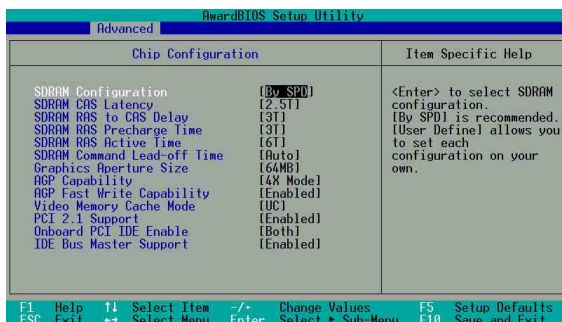 AwardBIOS Setup Utility
Advanced
Chip Configuration
Item Specific Help
SDRAM Configuration [By SPD]
SDRAM CAS Latency [2.5T]
SDRAM RAS to CAS Delay [3T]
SDRAM RAS Precharge Time [3T]
SDRAM RAS Active Time [6T]
SDRAM Command Lead-off Time [Auto]
Graphics Aperture Size [64MB]
AGP Capability [4X Mode]
AGP Fast Write Capability [Enabled]
Video Memory Cache Mode [UC]
PCI 2.1 Support [Enabled]
Onboard PCI IDE Enable [Both]
IDE Bus Master Support [Enabled]
<Enter> to select SDRAM
configuration.
[By SPD] is recommended.
[User Define] allows you
to set each
configuration on your
own.
F1 Help ↑↓ Select Item -/+ Change Values F5 Setup Defaults
ESC Exit ↔ Select Menu Enter Select ► Sub-Menu F10 Save and Exit